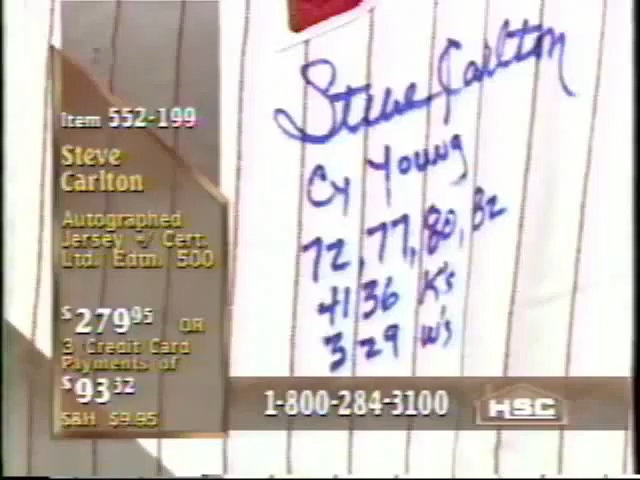 Item 552-199
Steve
Carlton
Autographed
Jersey w/ Cert.
Ltd. Edtn. 500
$279.95 OR
3 Credit Card
Payments of
$93.32
S&H $9.95
Steve Carlton
Cy Young
72, 77, 80, 82
4136 K's
329 W's
1-800-284-3100
HSC